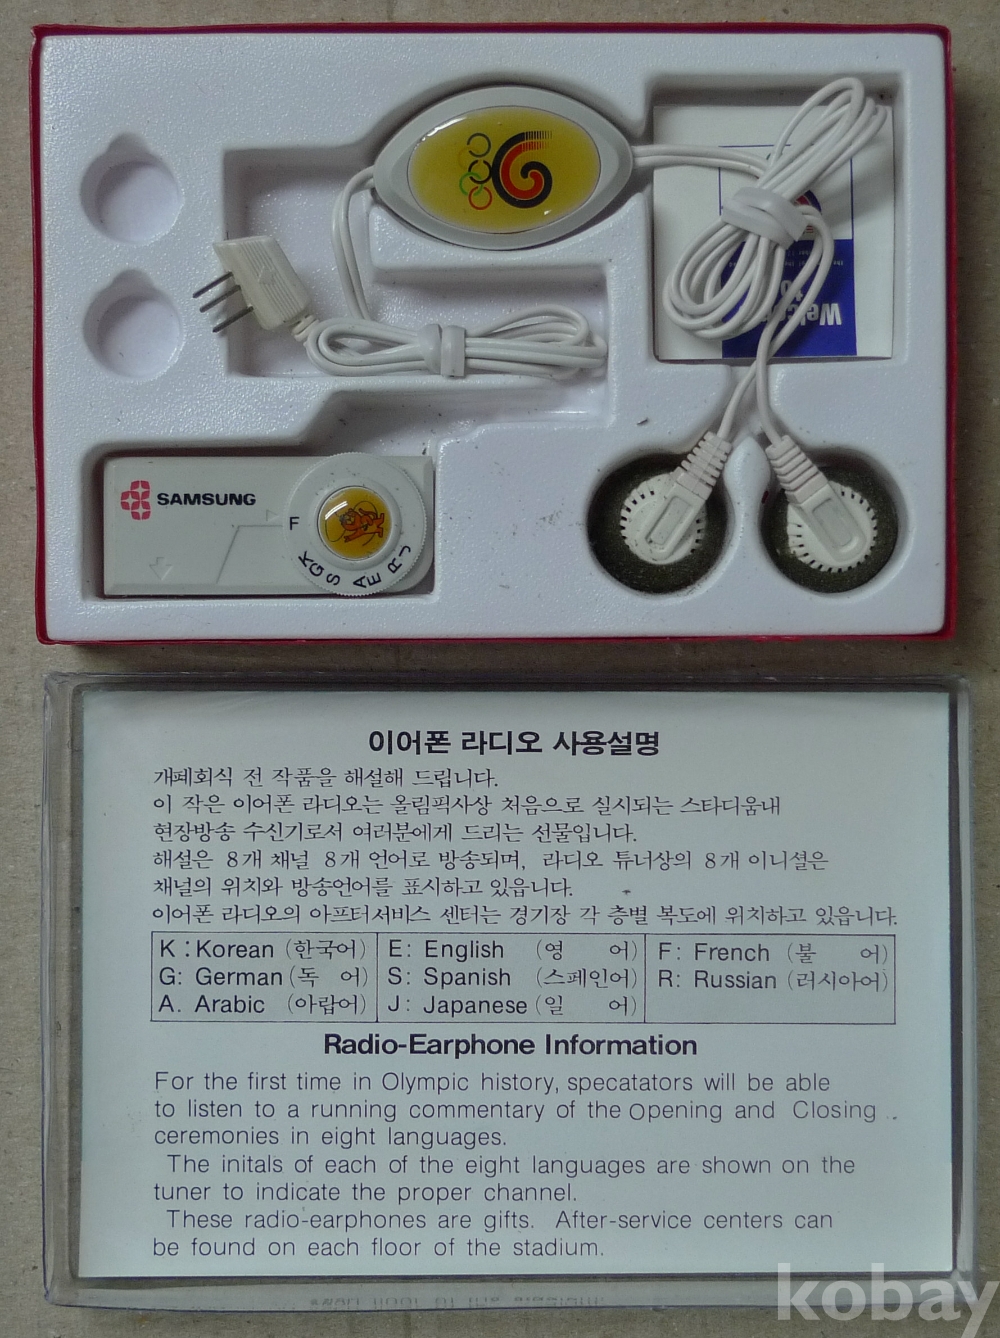 Welcome
to
SAMSUNG
F
K G S A E R J
이어폰 라디오 사용설명
개폐회식 전 작품을 해설해 드립니다.
이 작은 이어폰 라디오는 올림픽사상 처음으로 실시되는 스타디움내
현장방송 수신기로서 여러분에게 드리는 선물입니다.
해설은 8개 채널 8개 언어로 방송되며, 라디오 튜너상의 8개 이니셜은
채널의 위치와 방송언어를 표시하고 있읍니다.
이어폰 라디오의 아프터서비스 센터는 경기장 각 층별 복도에 위치하고 있읍니다.
K : Korean (한국어) E: English (영 어) F: French (불 어)
G: German (독 어) S: Spanish (스페인어) R: Russian (러시아어)
A. Arabic (아랍어) J: Japanese (일 어)
Radio-Earphone Information
For the first time in Olympic history, specatators will be able
to listen to a running commentary of the Opening and Closing
ceremonies in eight languages.
The initals of each of the eight languages are shown on the
tuner to indicate the proper channel.
These radio-earphones are gifts. After-service centers can
be found on each floor of the stadium.
kobay